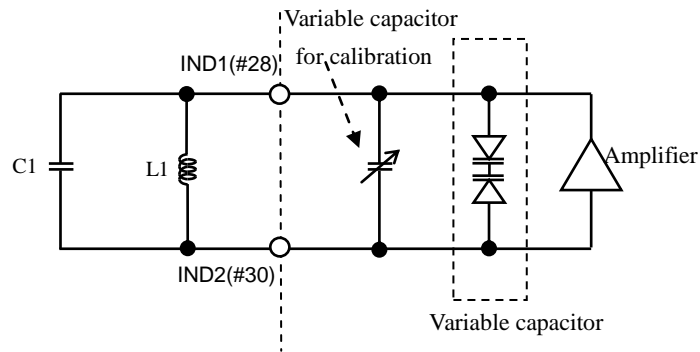 Variable capacitor
for calibration
IND1(#28)
C1
L1
Amplifier
IND2(#30)
Variable capacitor